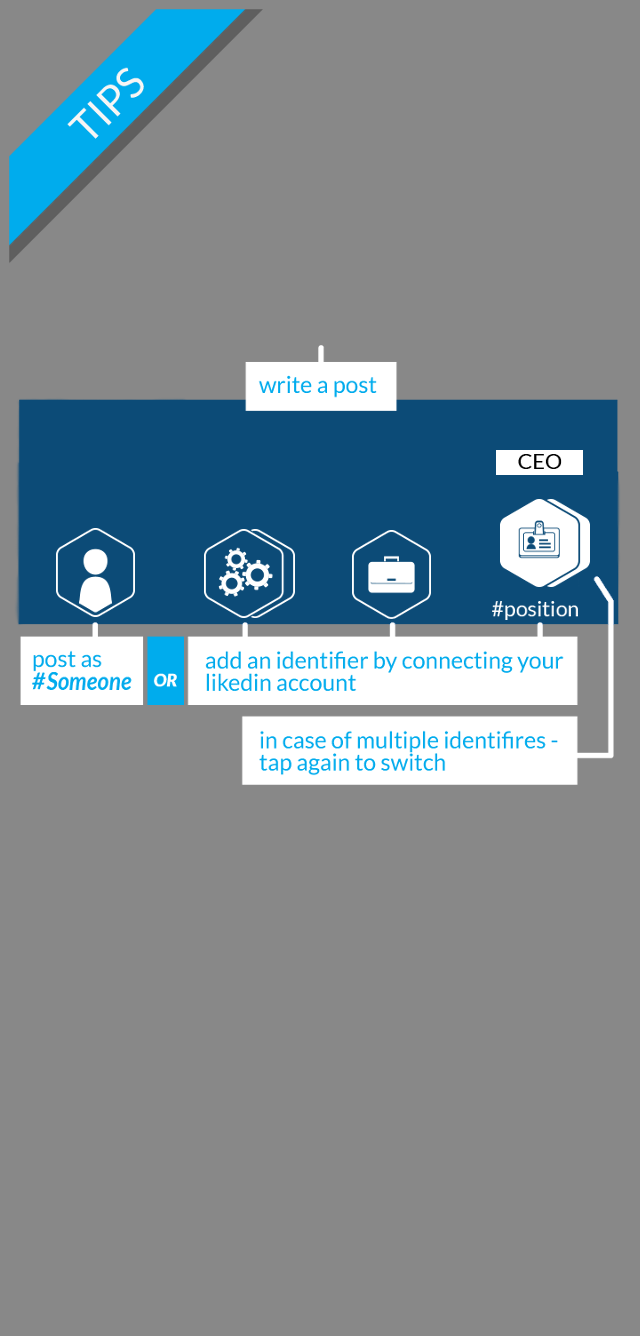 TIPS
write a post
CEO
#position
post as
#Someone
OR
add an identifier by connecting your
likedin account
in case of multiple identifires -
tap again to switch